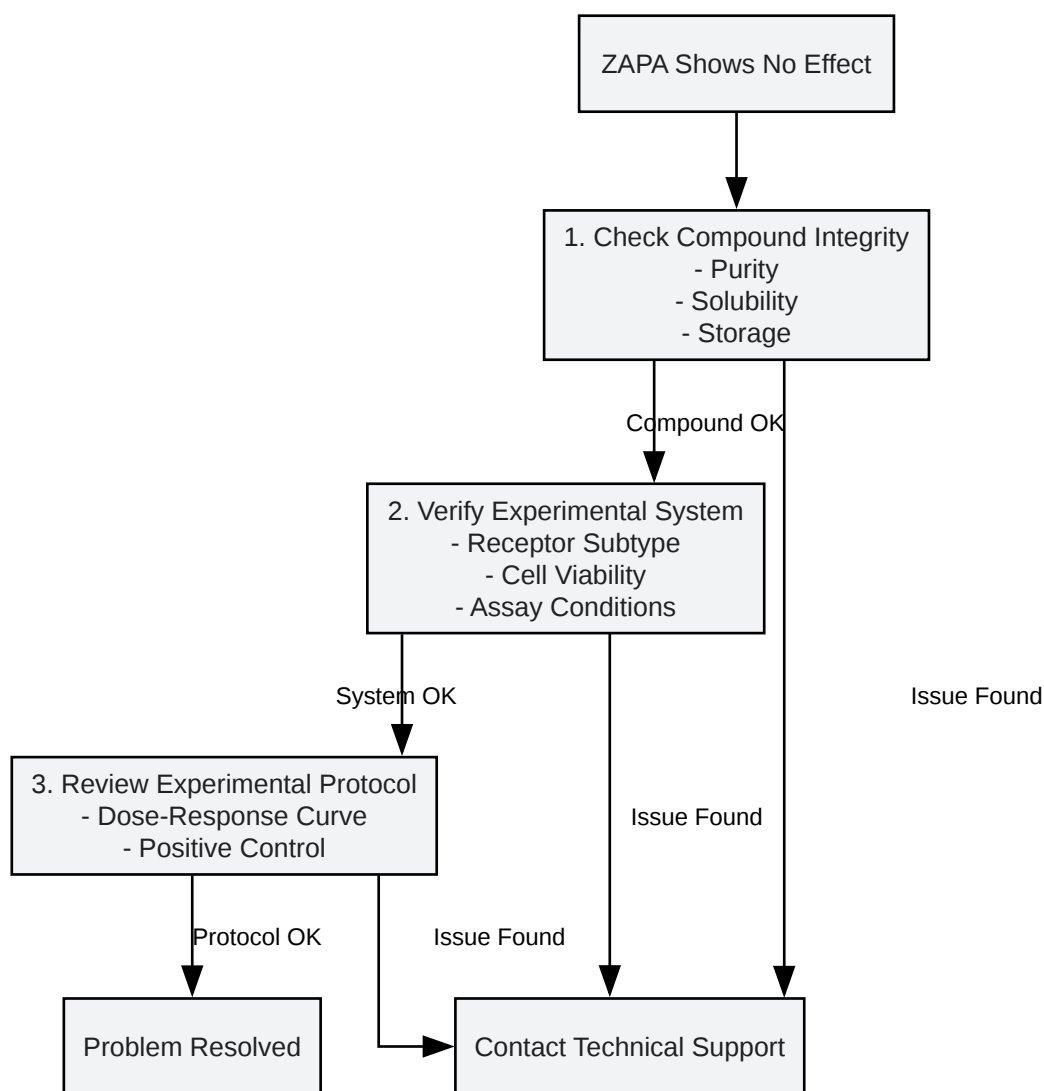 ZAPA Shows No Effect
1. Check Compound Integrity
- Purity
- Solubility
- Storage
Compound OK
2. Verify Experimental System
- Receptor Subtype
- Cell Viability
- Assay Conditions
System OK
Issue Found
3. Review Experimental Protocol
- Dose-Response Curve
- Positive Control
Issue Found
Protocol OK
Issue Found
Problem Resolved
Contact Technical Support